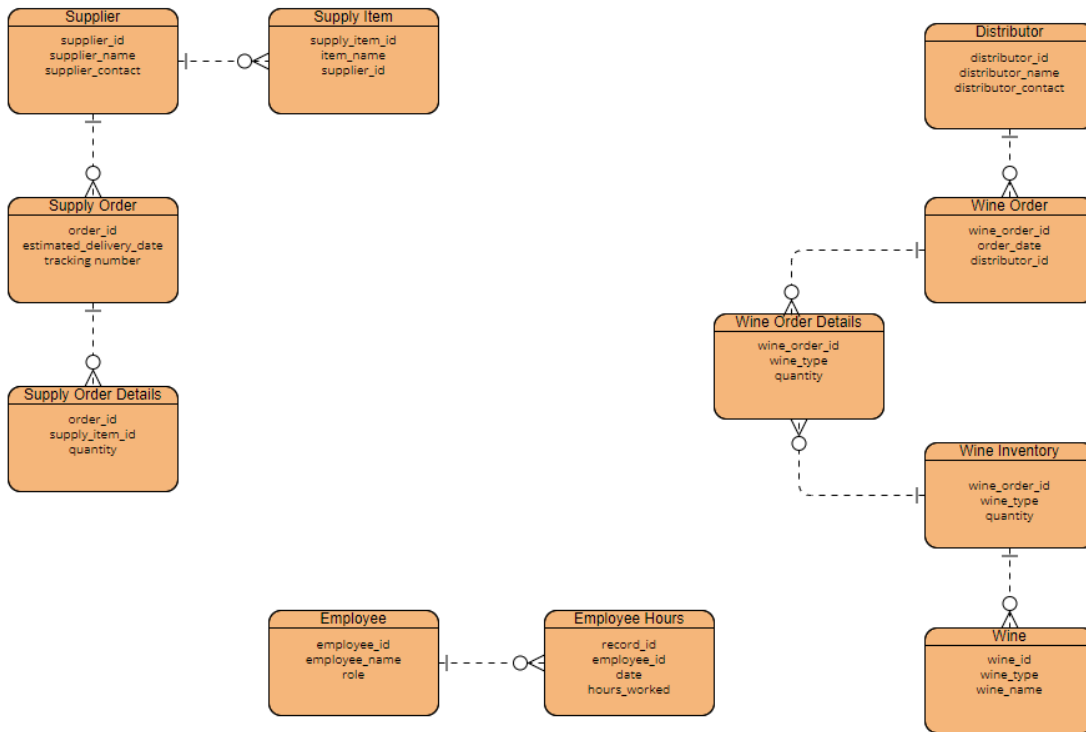 Supplier
supplier_id
supplier_name
supplier_contact
Supply Item
supply_item_id
item_name
supplier_id
Distributor
distributor_id
distributor_name
distributor_contact
Supply Order
order_id
estimated_delivery_date
tracking number
Wine Order
wine_order_id
order_date
distributor_id
Wine Order Details
wine_order_id
wine_type
quantity
Supply Order Details
order_id
supply_item_id
quantity
Wine Inventory
wine_order_id
wine_type
quantity
Employee
employee_id
employee_name
role
Employee Hours
record_id
employee_id
date
hours_worked
Wine
wine_id
wine_type
wine_name